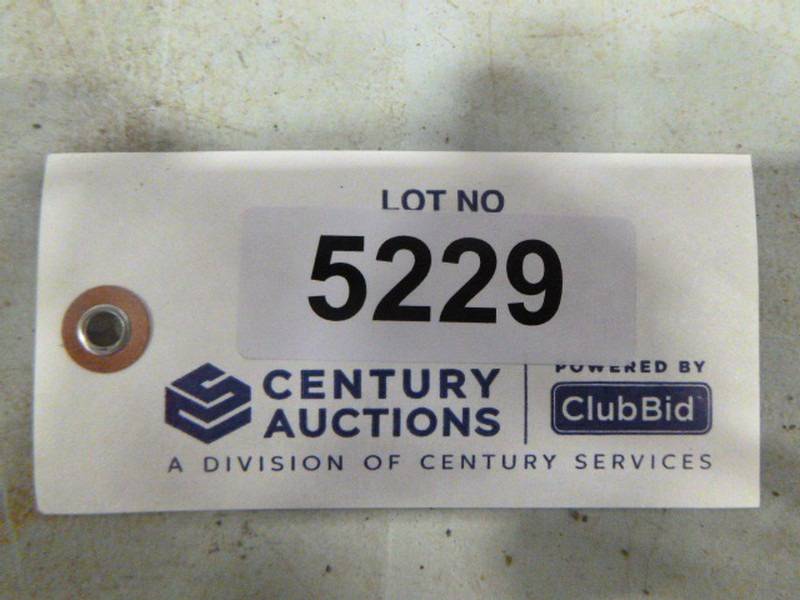 LOT NO
5229
CENTURY
AUCTIONS
POWERED BY
ClubBid
A DIVISION OF CENTURY SERVICES